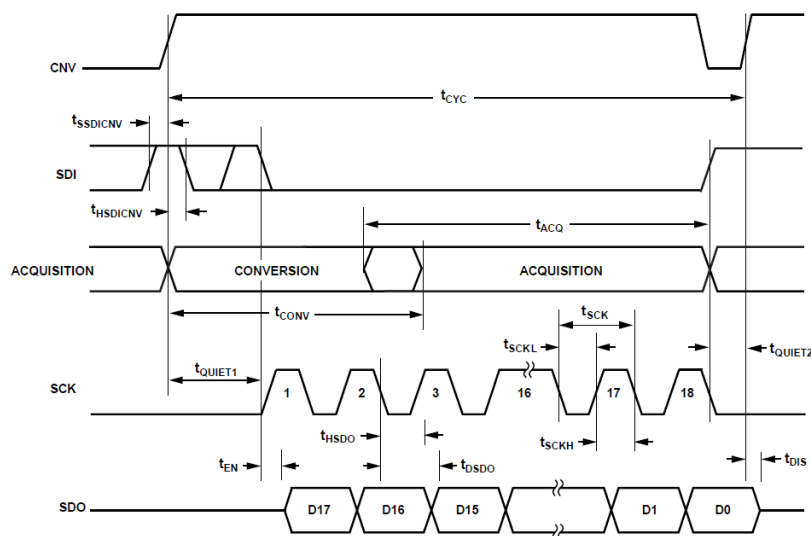 CNV
tCYC
tSSDICNV
SDI
tHSDICNV
tACQ
ACQUISITION CONVERSION ACQUISITION
tCONV
tSCK
tSCKL
tQUIET1
tQUIET2
SCK 1 2 3 16 17 18
tHSDO
tSCKH
tEN
tDSDO
tDIS
SDO D17 D16 D15 D1 D0